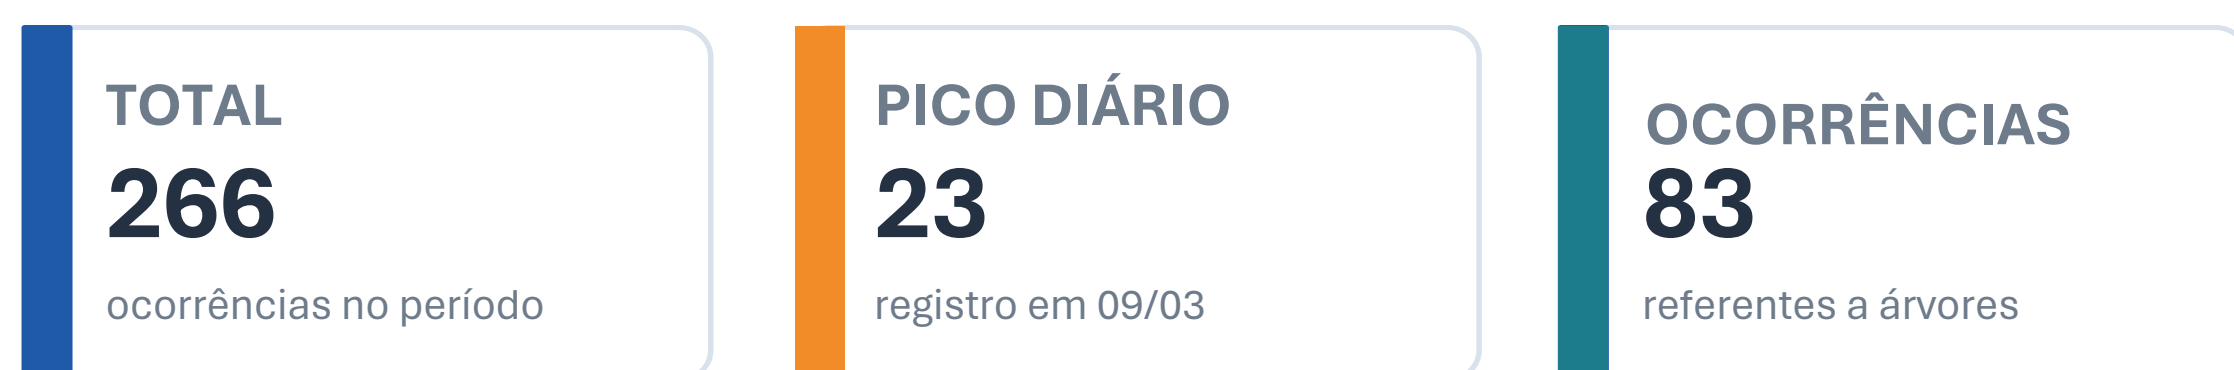 TOTAL
266
ocorrências no período
PICO DIÁRIO
23
registro em 09/03
OCORRÊNCIAS
83
referentes a árvores